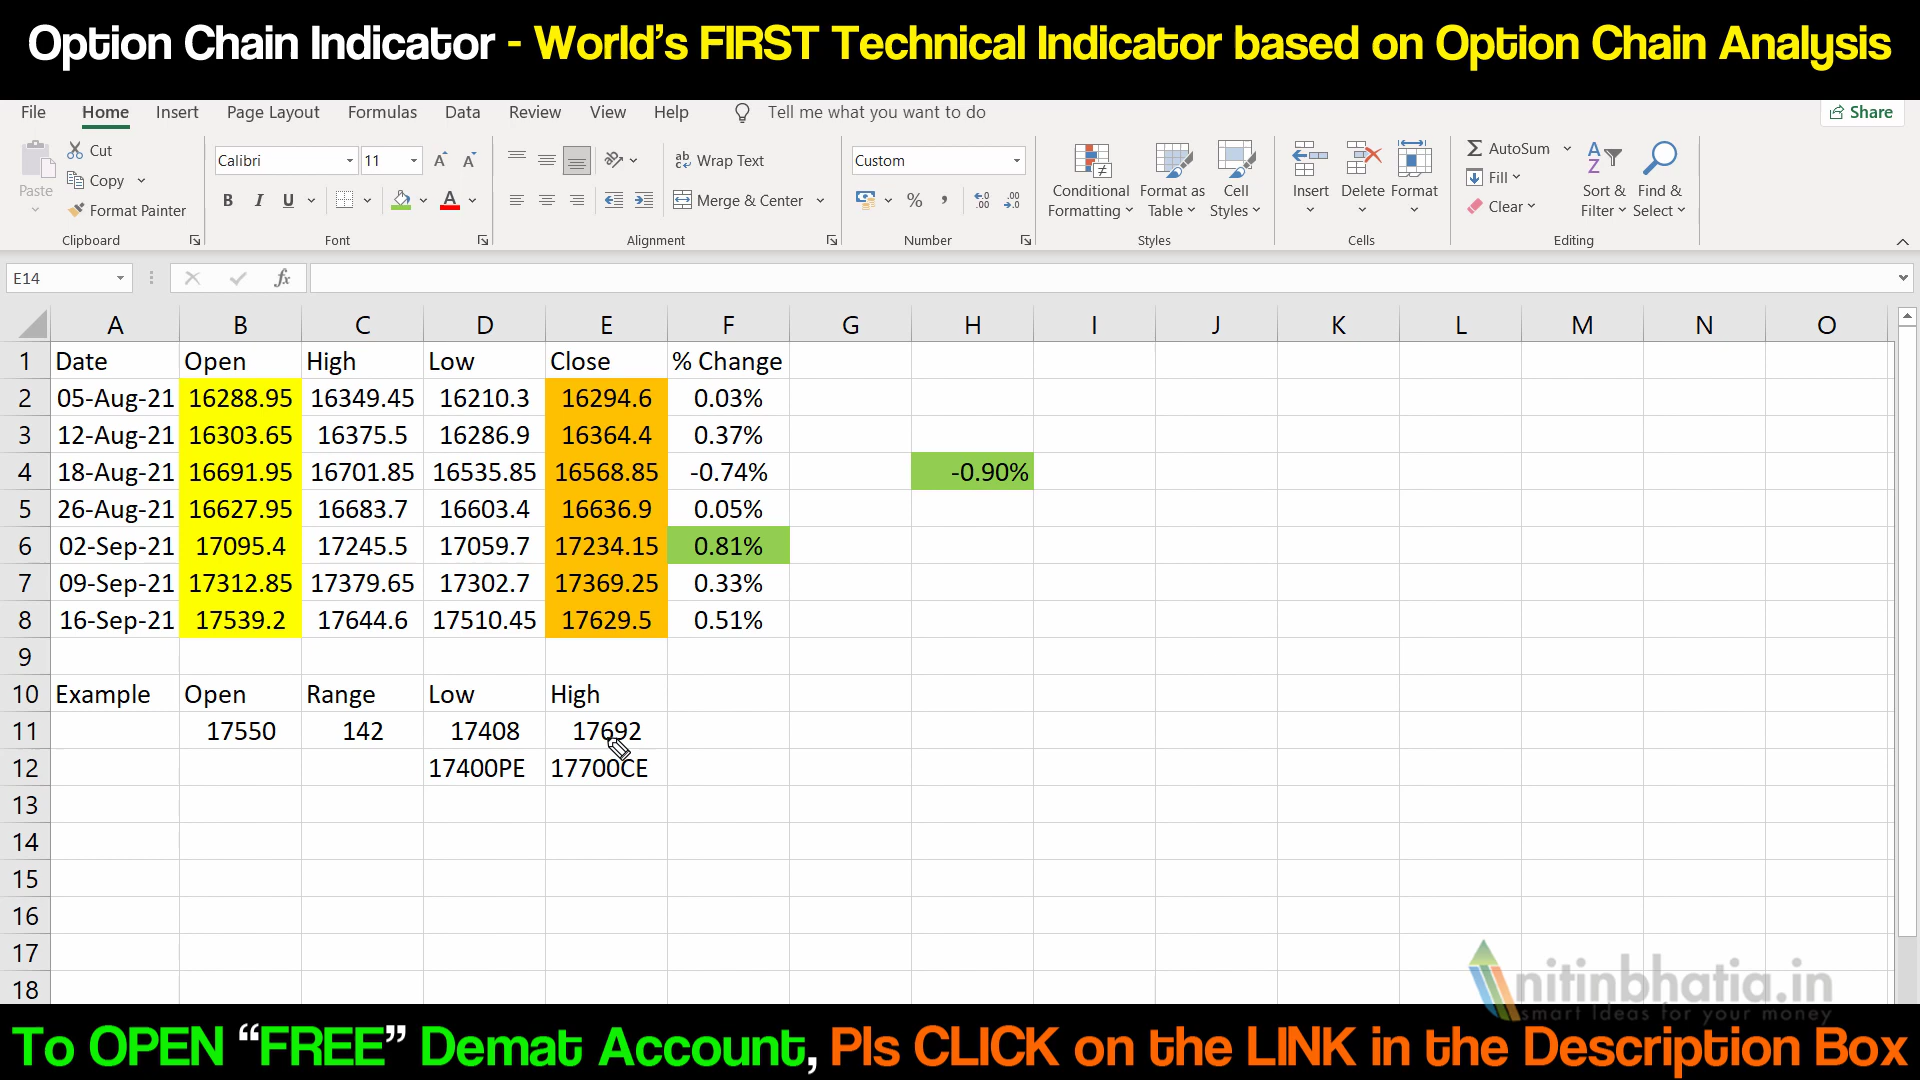 Option Chain Indicator - World's FIRST Technical Indicator based on Option Chain Analysis
File Home Insert Page Layout Formulas Data Review View Help Tell me what you want to do Share
Paste Cut Copy Format Painter Clipboard
Calibri 11 B I U A Font
Wrap Text Merge & Center Alignment
Custom % Number
Conditional Formatting Format as Table Cell Styles Styles
Insert Delete Format Cells
AutoSum Fill Clear Sort & Filter Find & Select Editing
E14 fx
A B C D E F G H I J K L M N O
1 Date Open High Low Close % Change
2 05-Aug-21 16288.95 16349.45 16210.3 16294.6 0.03%
3 12-Aug-21 16303.65 16375.5 16286.9 16364.4 0.37%
4 18-Aug-21 16691.95 16701.85 16535.85 16568.85 -0.74% -0.90%
5 26-Aug-21 16627.95 16683.7 16603.4 16636.9 0.05%
6 02-Sep-21 17095.4 17245.5 17059.7 17234.15 0.81%
7 09-Sep-21 17312.85 17379.65 17302.7 17369.25 0.33%
8 16-Sep-21 17539.2 17644.6 17510.45 17629.5 0.51%
9
10 Example Open Range Low High
11 17550 142 17408 17692
12 17400PE 17700CE
13
14
15
16
17
18
nitinbhatia.in
smart Ideas for your money
To OPEN “FREE” Demat Account, Pls CLICK on the LINK in the Description Box